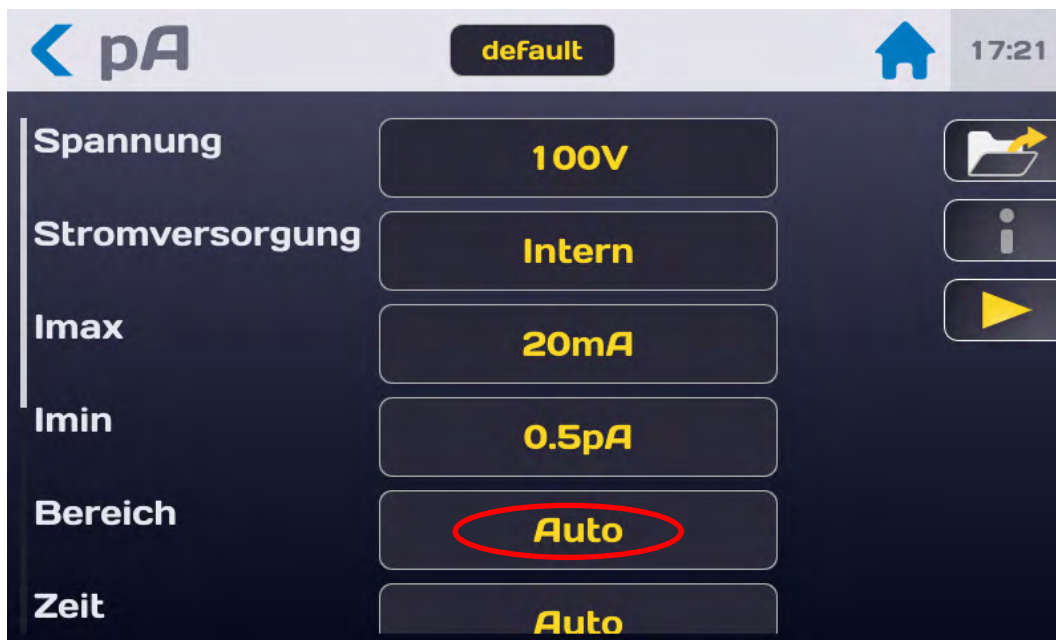 pA
default
17:21
Spannung
100V
Stromversorgung
Intern
Imax
20mA
Imin
0.5pA
Bereich
Auto
Zeit
Auto